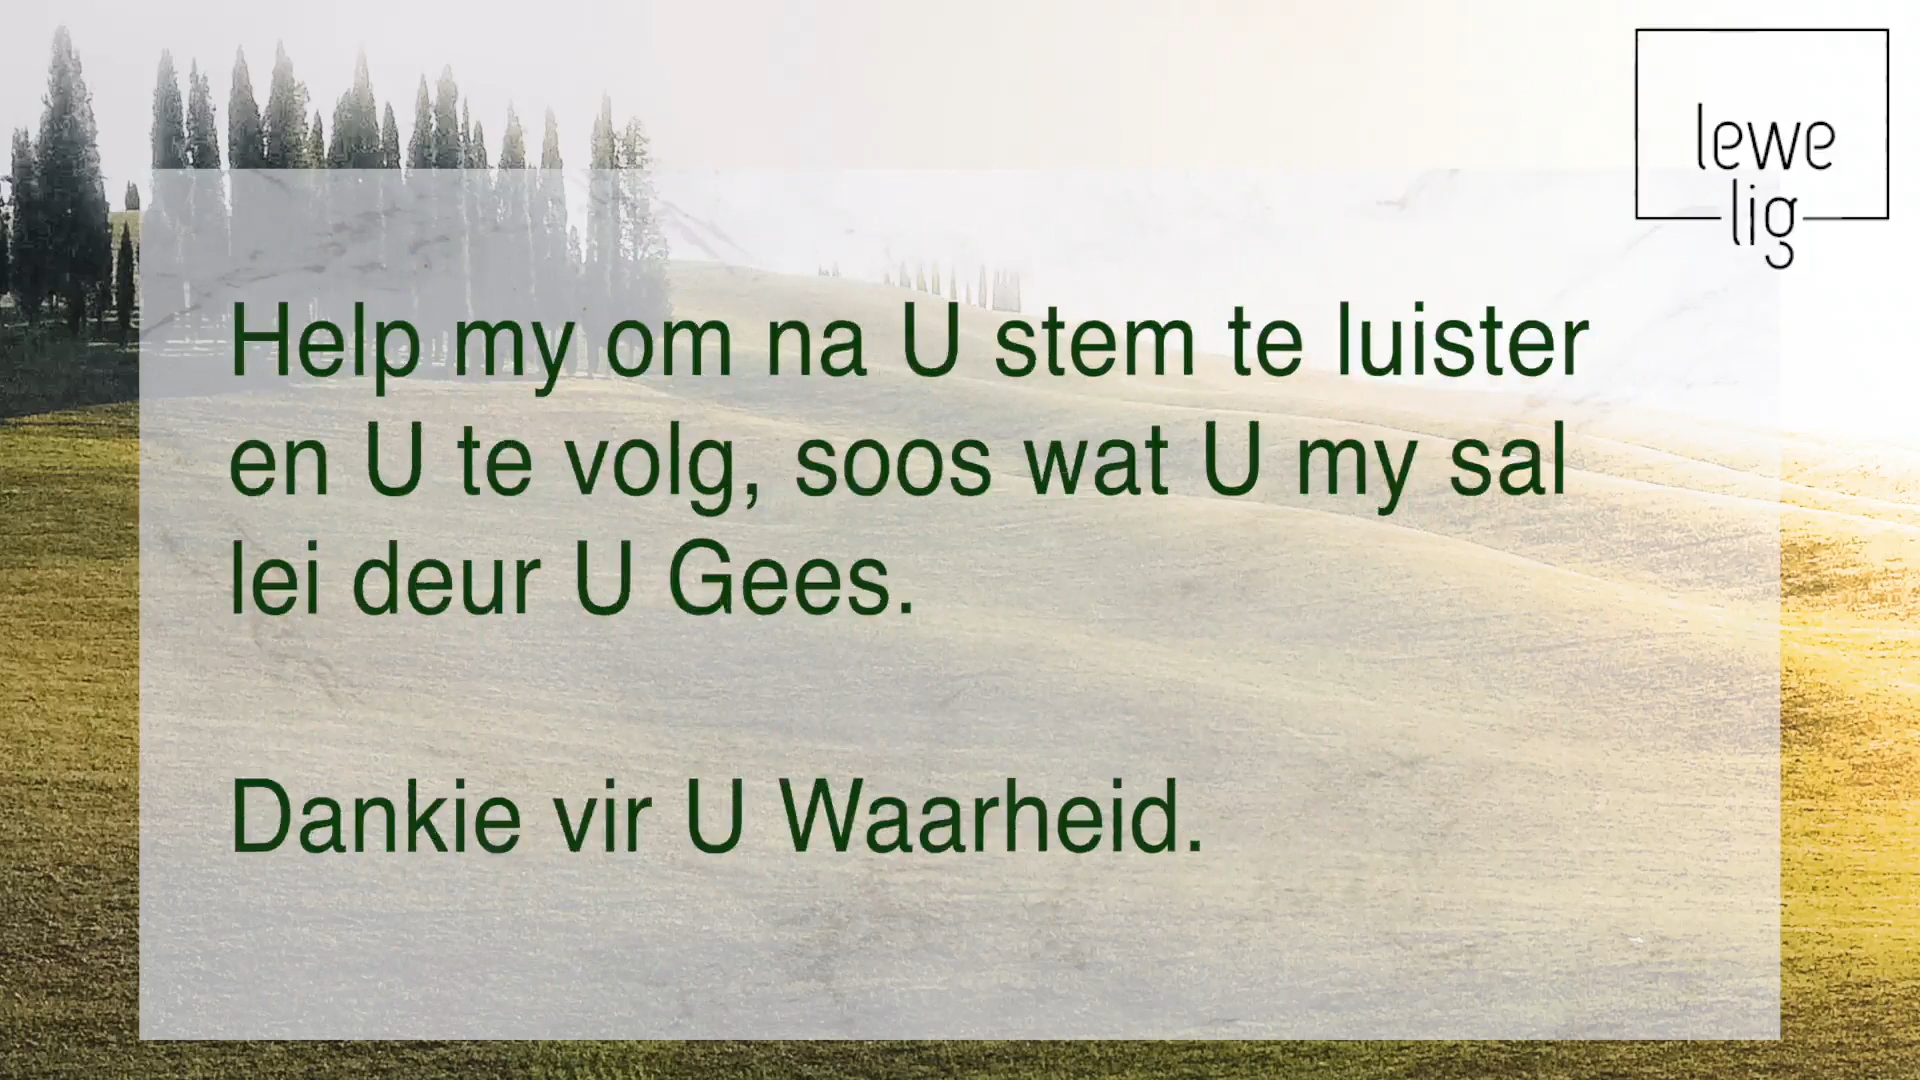 lewe
lig
Help my om na U stem te luister
en U te volg, soos wat U my sal
lei deur U Gees.
Dankie vir U Waarheid.